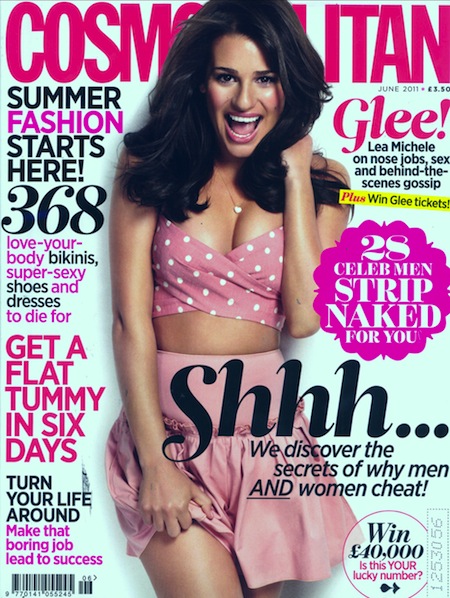 COSMOPOLITAN
JUNE 2011 • £3.50
SUMMER
FASHION
STARTS
HERE!
368
love-your-
body bikinis,
super-sexy
shoes and
dresses
to die for
GET A
FLAT
TUMMY
IN SIX
DAYS
TURN
YOUR LIFE
AROUND
Make that
boring job
lead to success
Glee!
Lea Michele
on nose jobs, sex
and behind-the-
scenes gossip
Plus Win Glee tickets!
28
CELEB MEN
STRIP
NAKED
FOR YOU
Shhh...
We discover the
secrets of why men
AND women cheat!
Win
£40,000
Is this YOUR
lucky number?
1253056
06
9 770141 055245